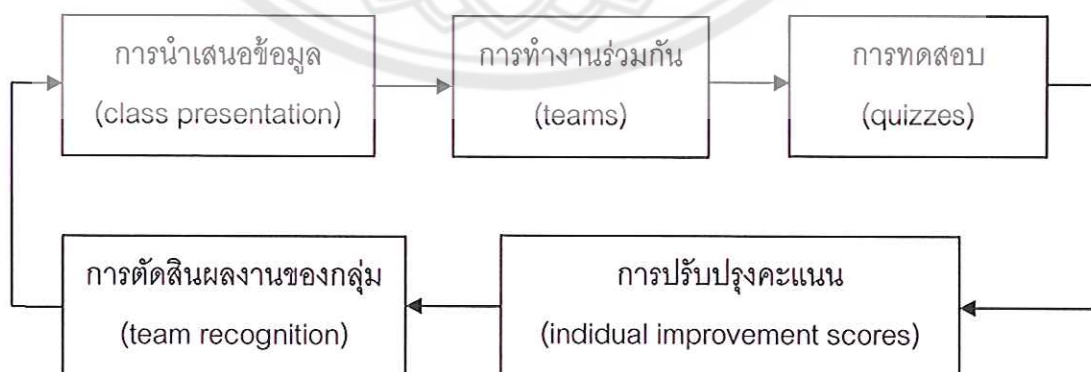 การนำเสนอข้อมูล
(class presentation)
การทำงานร่วมกัน
(teams)
การทดสอบ
(quizzes)
การปรับปรุงคะแนน
(indidual improvement scores)
การตัดสินผลงานของกลุ่ม
(team recognition)